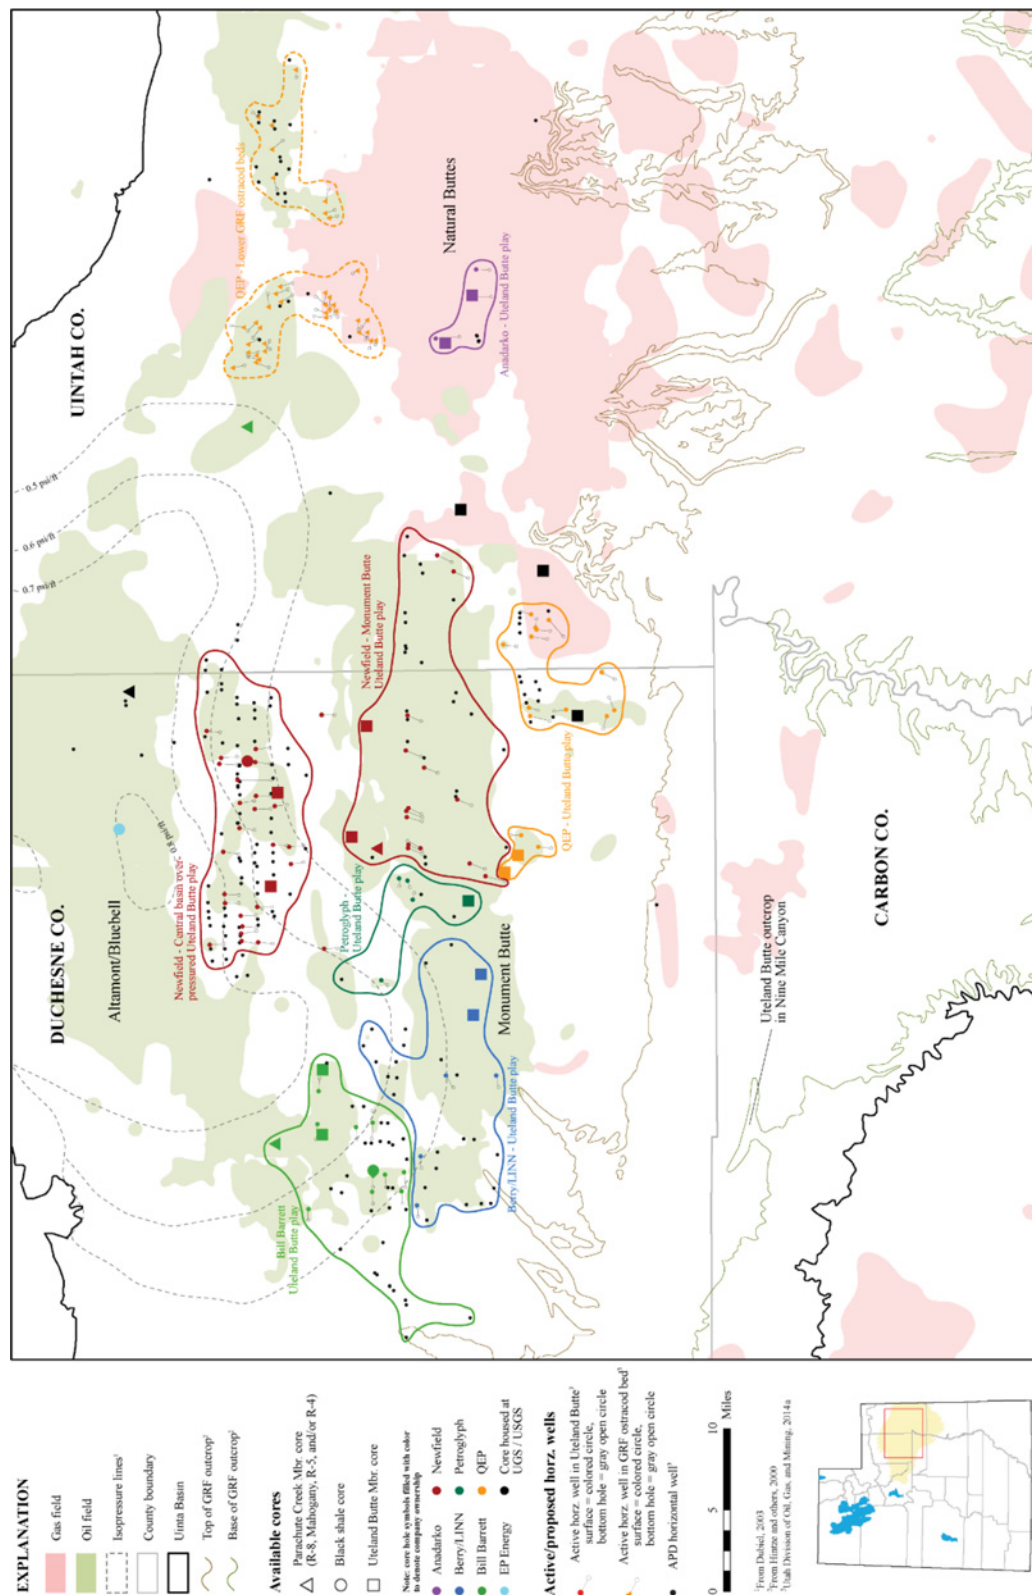 EXPLANATION
Gas field
Oil field
Isopressure lines¹
County boundary
Uinta Basin
Top of GRF outcrop²
Base of GRF outcrop²
Available cores
Parachute Creek Mbr. core
(R-8, Mahogany, R-5, and/or R-4)
Black shale core
Uteland Butte Mbr. core
Note: core hole symbols filled with color
to denote company ownership
Anadarko
Newfield
Berry/LINN
Petroglyph
Bill Barrett
QEP
EP Energy
Core housed at
UGS / USGS
Active/proposed horz. wells
Active horz. well in Uteland Butte³
surface = colored circle,
bottom hole = gray open circle
Active horz. well in GRF ostracod bed³
surface = colored circle,
bottom hole = gray open circle
APD horizontal well³
0 5 10
Miles
¹From Dubiel, 2003
²From Hintze and others, 2000
³Utah Division of Oil, Gas, and Mining, 2014a
DUCHESNE CO.
UINTAH CO.
CARBON CO.
Altamont/Bluebell
Monument Butte
Natural Buttes
0.5 psi/ft
0.6 psi/ft
0.7 psi/ft
0.8 psi/ft
Newfield - Central basin over-
pressured Uteland Butte play
Newfield - Monument Butte
Uteland Butte play
QEP - Lower GRF ostracod beds
Anadarko - Uteland Butte play
Petroglyph -
Uteland Butte play
QEP - Uteland Butte play
Bill Barrett
Uteland Butte play
Berry/LINN - Uteland Butte play
Uteland Butte outcrop
in Nine Mile Canyon